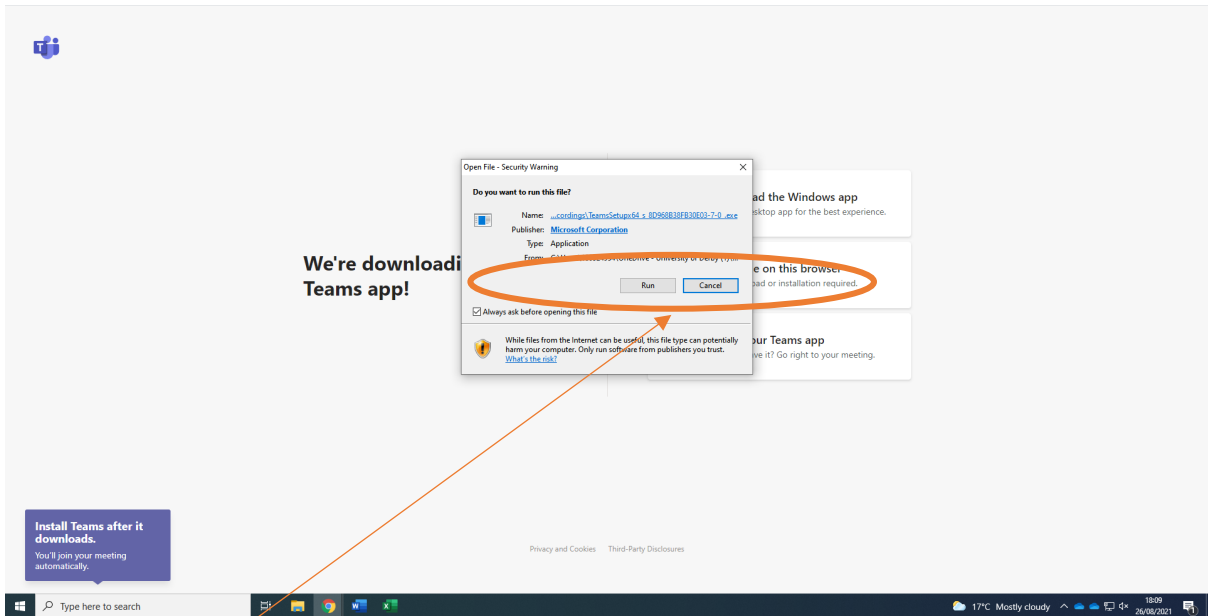 Open File - Security Warning
Do you want to run this file?
Name: ...cordings\TeamsSetupx64_s_8D968B38FB30E03-7-0_.exe
Publisher: Microsoft Corporation
Type: Application
From:
Run Cancel
Always ask before opening this file
While files from the Internet can be useful, this file type can potentially
harm your computer. Only run software from publishers you trust.
What's the risk?
We're downloadi
Teams app!
ad the Windows app
sktop app for the best experience.
e on this browser
oad or installation required.
our Teams app
ve it? Go right to your meeting.
Install Teams after it
downloads.
You'll join your meeting
automatically.
Privacy and Cookies Third-Party Disclosures
Type here to search
17°C Mostly cloudy
18:09
26/08/2021